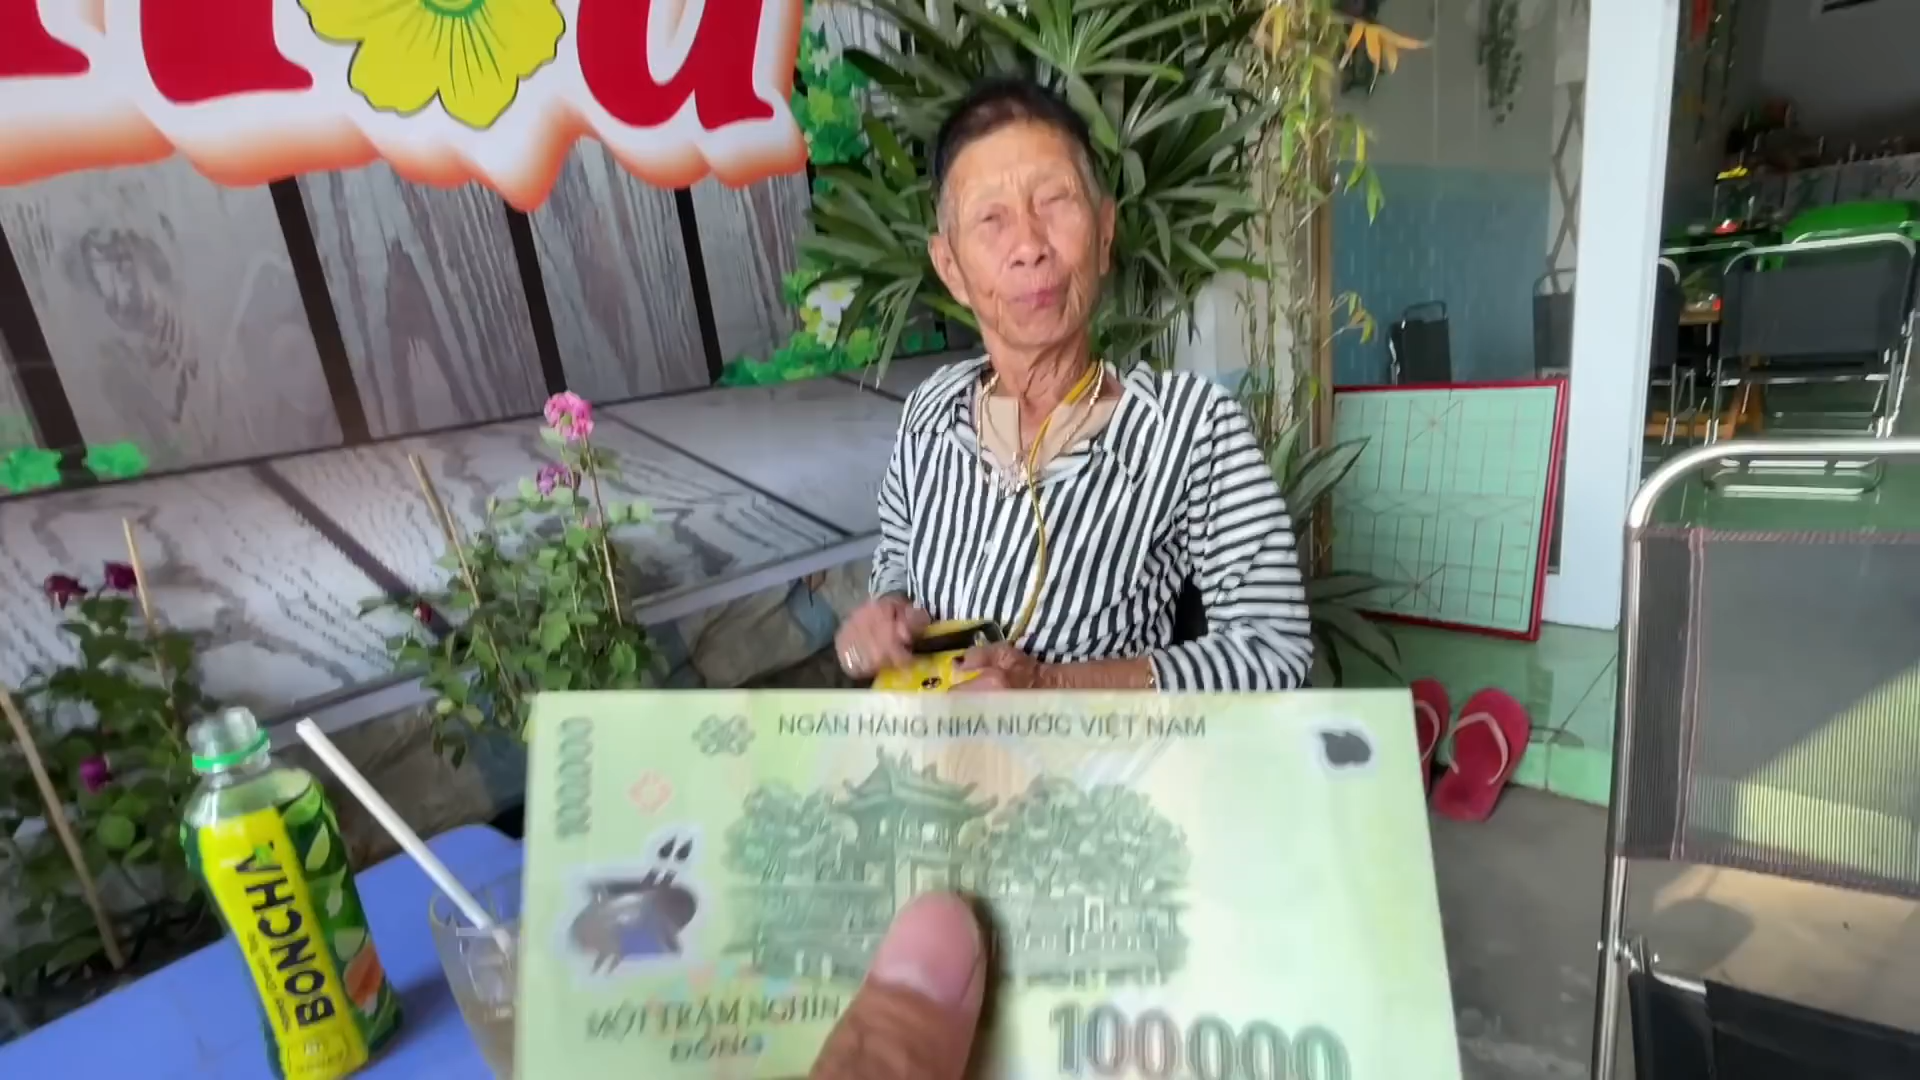 100000
NGÂN HÀNG NHÀ NƯỚC VIỆT NAM
BONCHA
MỘT TRĂM NGHÌN
ĐỒNG
100000